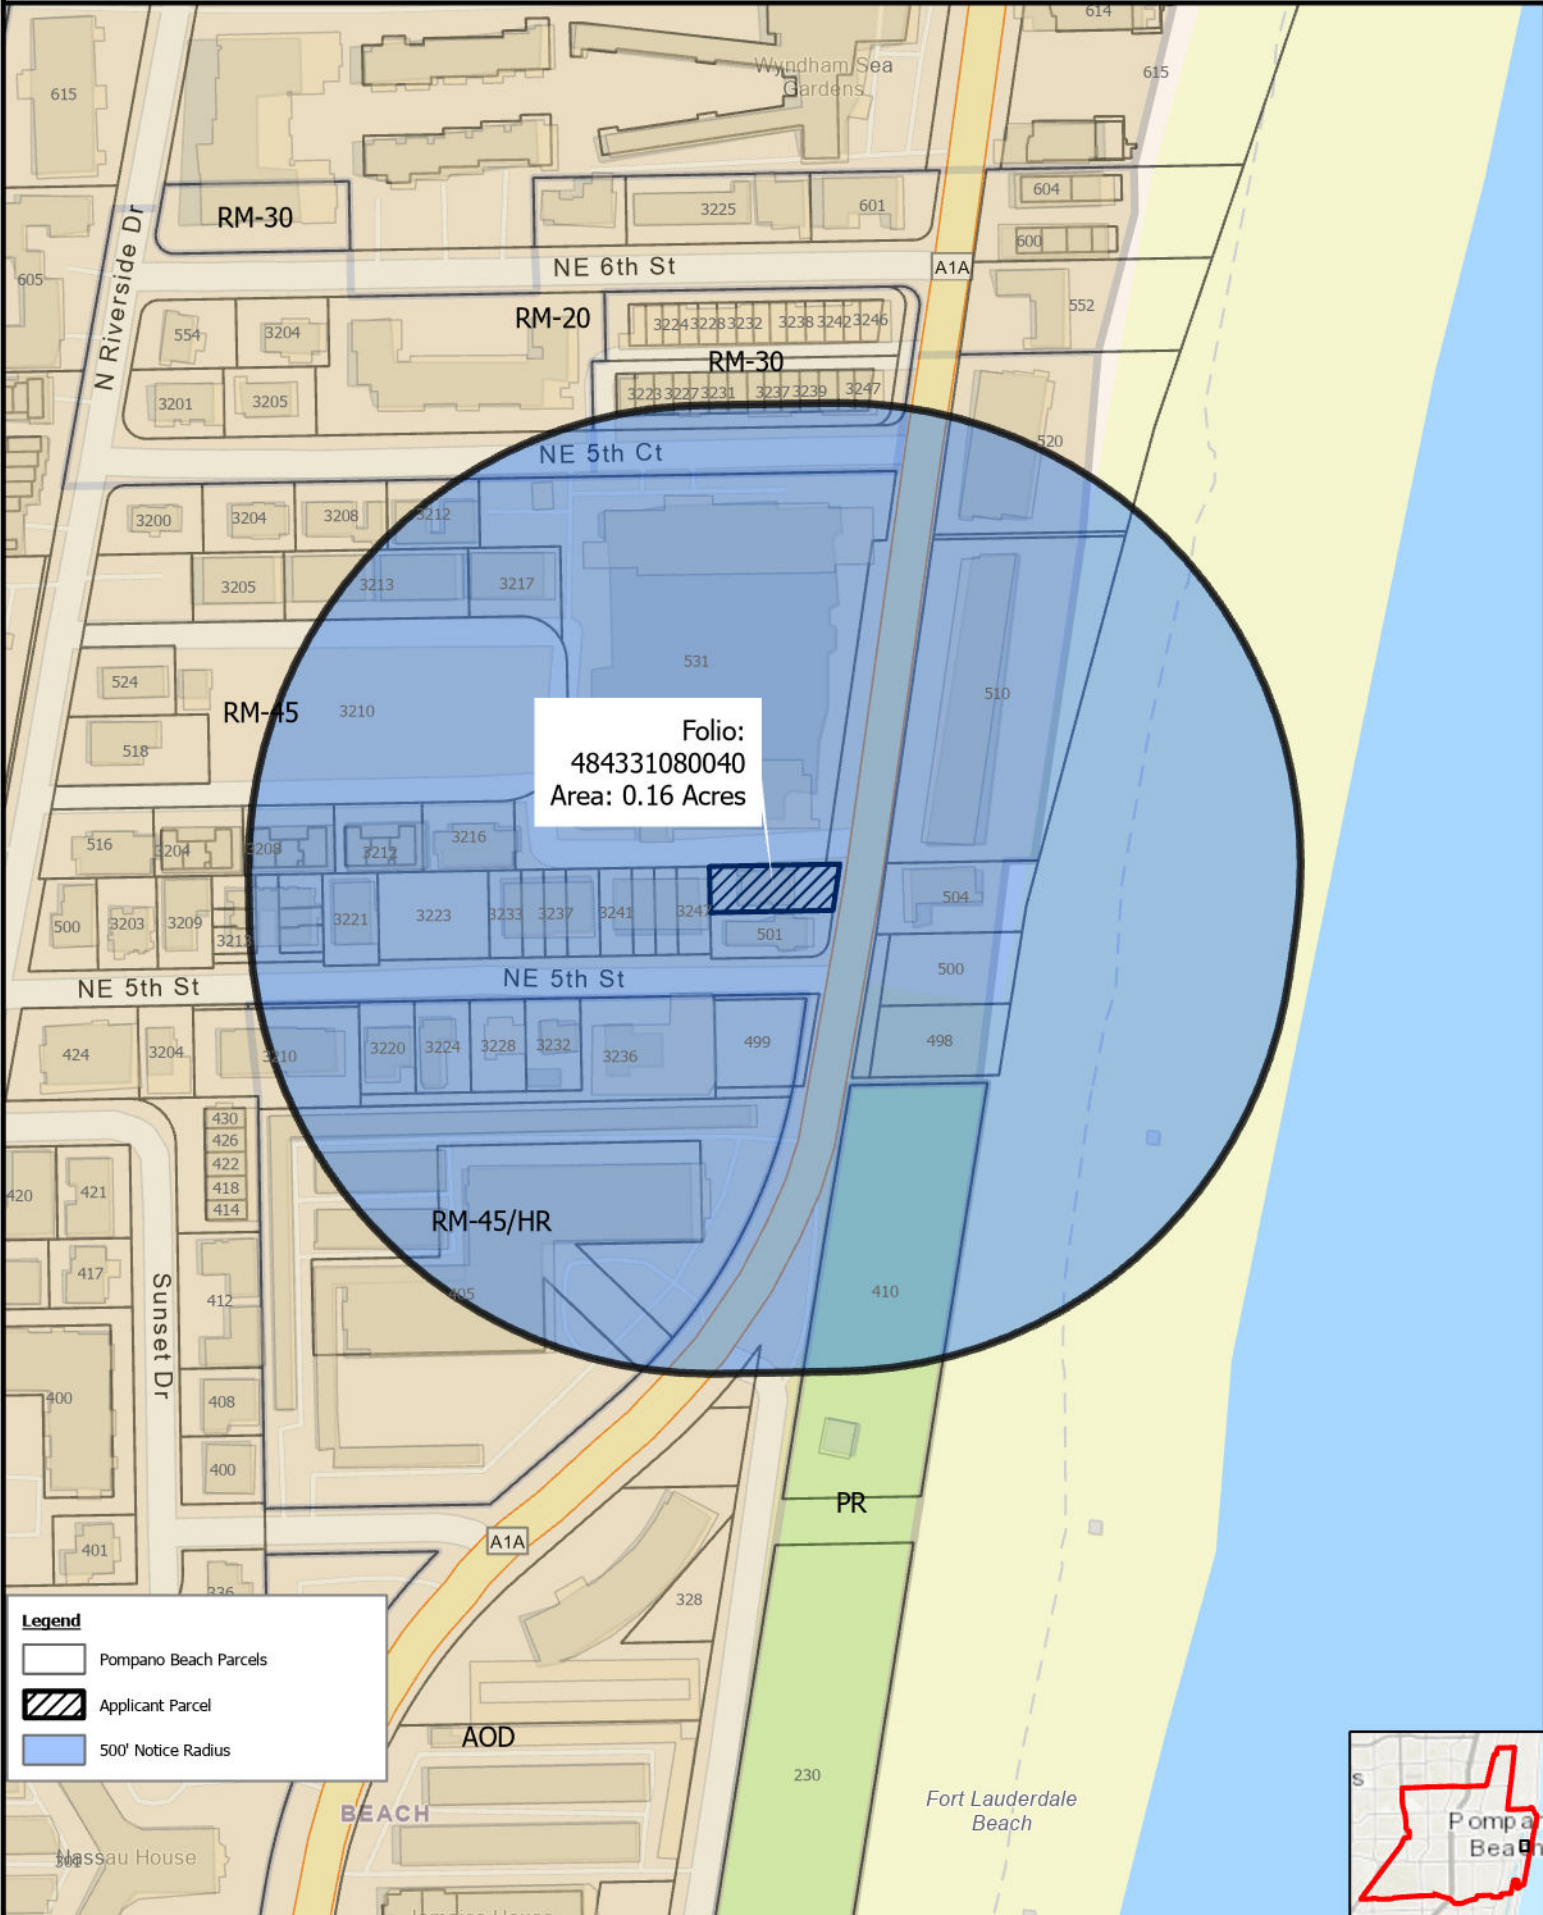 614
Wyndham Sea
Gardens
615
615
604
RM-30
3225
601
N Riverside Dr
600
NE 6th St
A1A
605
552
RM-20
554
3204
3224 3228 3232 3238 3242 3246
RM-30
3201
3205
3223 3227 3231 3237 3239 3247
520
NE 5th Ct
3200
3204
3208
3212
3205
3213
3217
531
524
510
RM-45
3210
518
Folio:
484331080040
Area: 0.16 Acres
516
3204
3208
3212
3216
504
500
3203
3209
3213
3221
3223
3233
3237
3241
3247
501
500
NE 5th St
NE 5th St
424
3204
3210
3220
3224
3228
3232
3236
499
498
430
426
422
418
414
420
421
RM-45/HR
417
Sunset Dr
412
405
410
400
408
400
PR
401
A1A
336
328
Legend
Pompano Beach Parcels
Applicant Parcel
500' Notice Radius
AOD
230
BEACH
Fort Lauderdale
Beach
Nassau House
Jamaica House
s